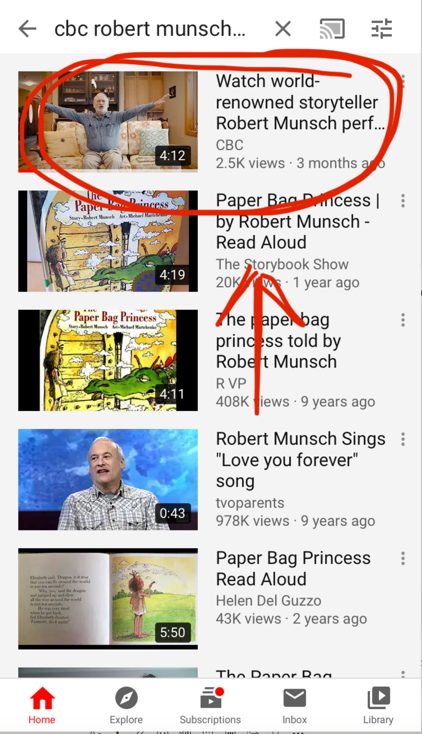 cbc robert munsch...
Watch world-
renowned storyteller
Robert Munsch perf...
CBC
2.5K views · 3 months ago
4:12
The
Paper Bag Princess
Story • Robert Munsch Art • Michael Martchenko
4:19
Paper Bag Princess |
by Robert Munsch -
Read Aloud
The Storybook Show
20K views · 1 year ago
Paper Bag Princess
Story • Robert Munsch Art • Michael Martchenko
4:11
The paper bag
princess told by
Robert Munsch
R VP
408K views · 9 years ago
0:43
Robert Munsch Sings
"Love you forever"
song
tvoparents
978K views · 9 years ago
5:50
Paper Bag Princess
Read Aloud
Helen Del Guzzo
43K views · 2 years ago
The Paper Bag
Home
Explore
Subscriptions
Inbox
Library